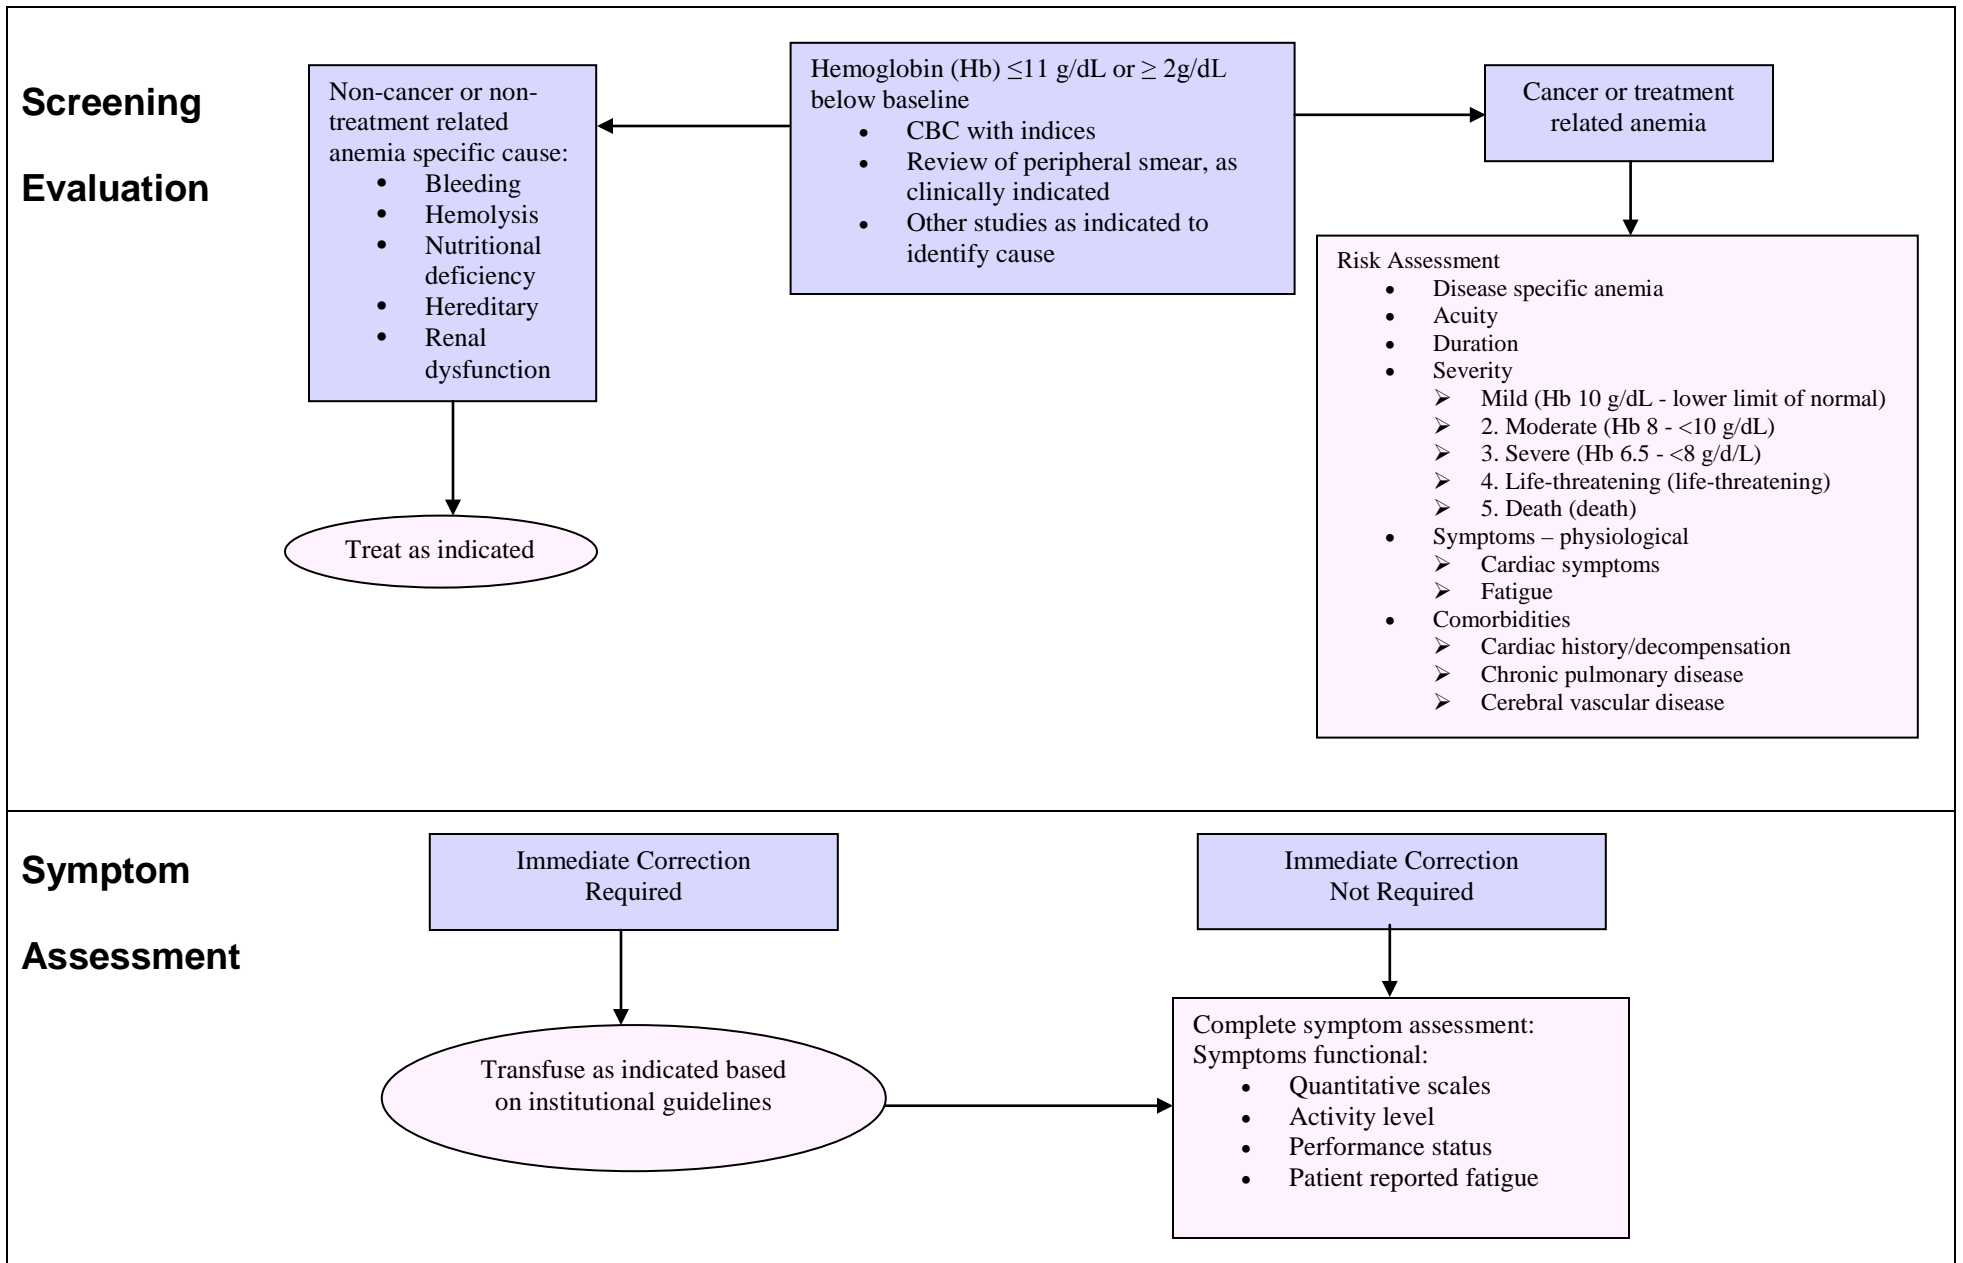 Screening
Evaluation
Non-cancer or non-
treatment related
anemia specific cause:
• Bleeding
• Hemolysis
• Nutritional
deficiency
• Hereditary
• Renal
dysfunction
Treat as indicated
Hemoglobin (Hb) ≤11 g/dL or ≥ 2g/dL
below baseline
• CBC with indices
• Review of peripheral smear, as
clinically indicated
• Other studies as indicated to
identify cause
Cancer or treatment
related anemia
Risk Assessment
• Disease specific anemia
• Acuity
• Duration
• Severity
➢ Mild (Hb 10 g/dL - lower limit of normal)
➢ 2. Moderate (Hb 8 - <10 g/dL)
➢ 3. Severe (Hb 6.5 - <8 g/d/L)
➢ 4. Life-threatening (life-threatening)
➢ 5. Death (death)
• Symptoms – physiological
➢ Cardiac symptoms
➢ Fatigue
• Comorbidities
➢ Cardiac history/decompensation
➢ Chronic pulmonary disease
➢ Cerebral vascular disease
Symptom
Assessment
Immediate Correction
Required
Transfuse as indicated based
on institutional guidelines
Immediate Correction
Not Required
Complete symptom assessment:
Symptoms functional:
• Quantitative scales
• Activity level
• Performance status
• Patient reported fatigue